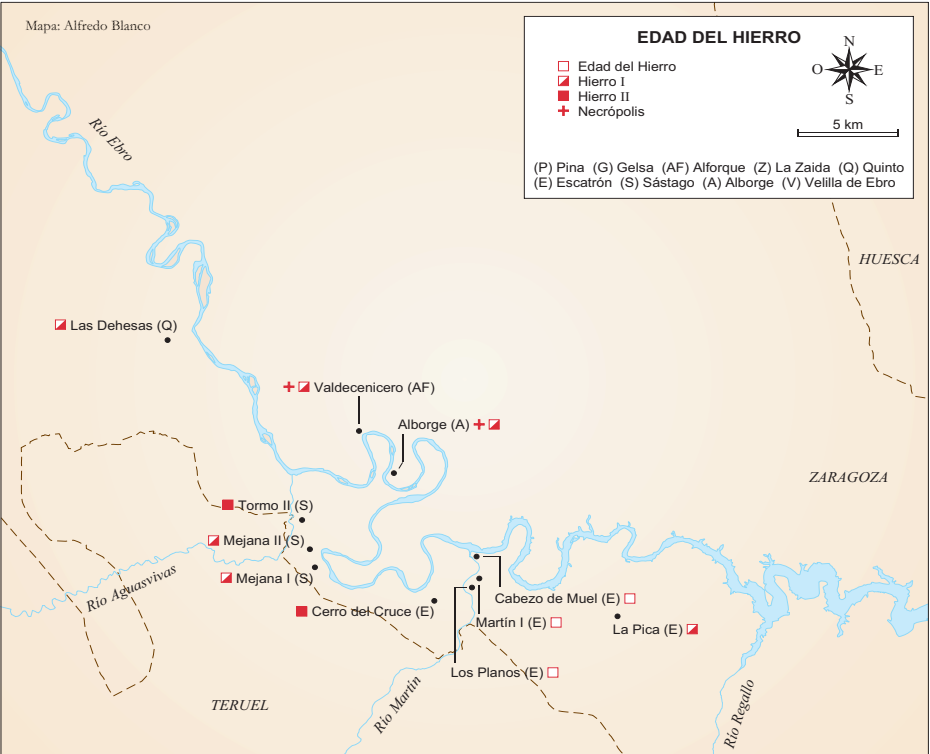 Mapa: Alfredo Blanco
EDAD DEL HIERRO
N
O
E
S
Edad del Hierro
Hierro I
Hierro II
Necrópolis
5 km
(P) Pina (G) Gelsa (AF) Alforque (Z) La Zaida (Q) Quinto
(E) Escatrón (S) Sástago (A) Alborge (V) Velilla de Ebro
Río Ebro
HUESCA
Las Dehesas (Q)
Valdecenicero (AF)
Alborge (A)
ZARAGOZA
Tormo II (S)
Mejana II (S)
Mejana I (S)
Río Aguasvivas
Cerro del Cruce (E)
Cabezo de Muel (E)
Martín I (E)
La Pica (E)
Los Planos (E)
TERUEL
Río Martín
Río Regallo